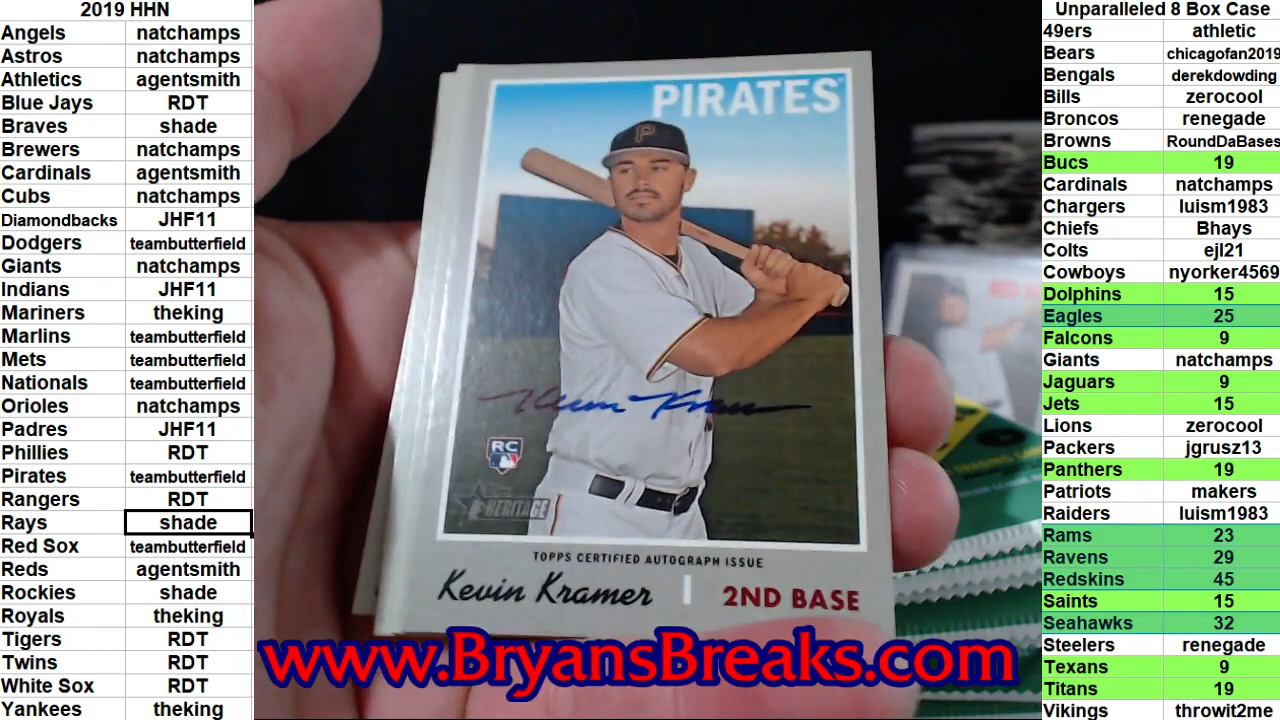 2019 HHN
Angels natchamps
Astros natchamps
Athletics agentsmith
Blue Jays RDT
Braves shade
Brewers natchamps
Cardinals agentsmith
Cubs natchamps
Diamondbacks JHF11
Dodgers teambutterfield
Giants natchamps
Indians JHF11
Mariners theking
Marlins teambutterfield
Mets teambutterfield
Nationals teambutterfield
Orioles natchamps
Padres JHF11
Phillies RDT
Pirates teambutterfield
Rangers RDT
Rays shade
Red Sox teambutterfield
Reds agentsmith
Rockies shade
Royals theking
Tigers RDT
Twins RDT
White Sox RDT
Yankees theking
PIRATES
P
Kevin Kramer
RC
HERITAGE
TOPPS CERTIFIED AUTOGRAPH ISSUE
Kevin Kramer 2ND BASE
www.BryansBreaks.com
Unparalleled 8 Box Case
49ers athletic
Bears chicagofan2019
Bengals derekdowding
Bills zerocool
Broncos renegade
Browns RoundDaBases
Bucs 19
Cardinals natchamps
Chargers luism1983
Chiefs Bhays
Colts ejl21
Cowboys nyorker4569
Dolphins 15
Eagles 25
Falcons 9
Giants natchamps
Jaguars 9
Jets 15
Lions zerocool
Packers jgrusz13
Panthers 19
Patriots makers
Raiders luism1983
Rams 23
Ravens 29
Redskins 45
Saints 15
Seahawks 32
Steelers renegade
Texans 9
Titans 19
Vikings throwit2me